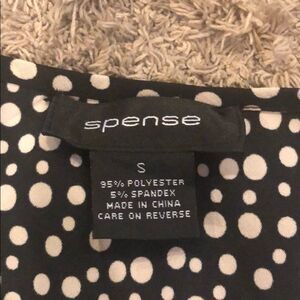 spense
S
95% POLYESTER
5% SPANDEX
MADE IN CHINA
CARE ON REVERSE